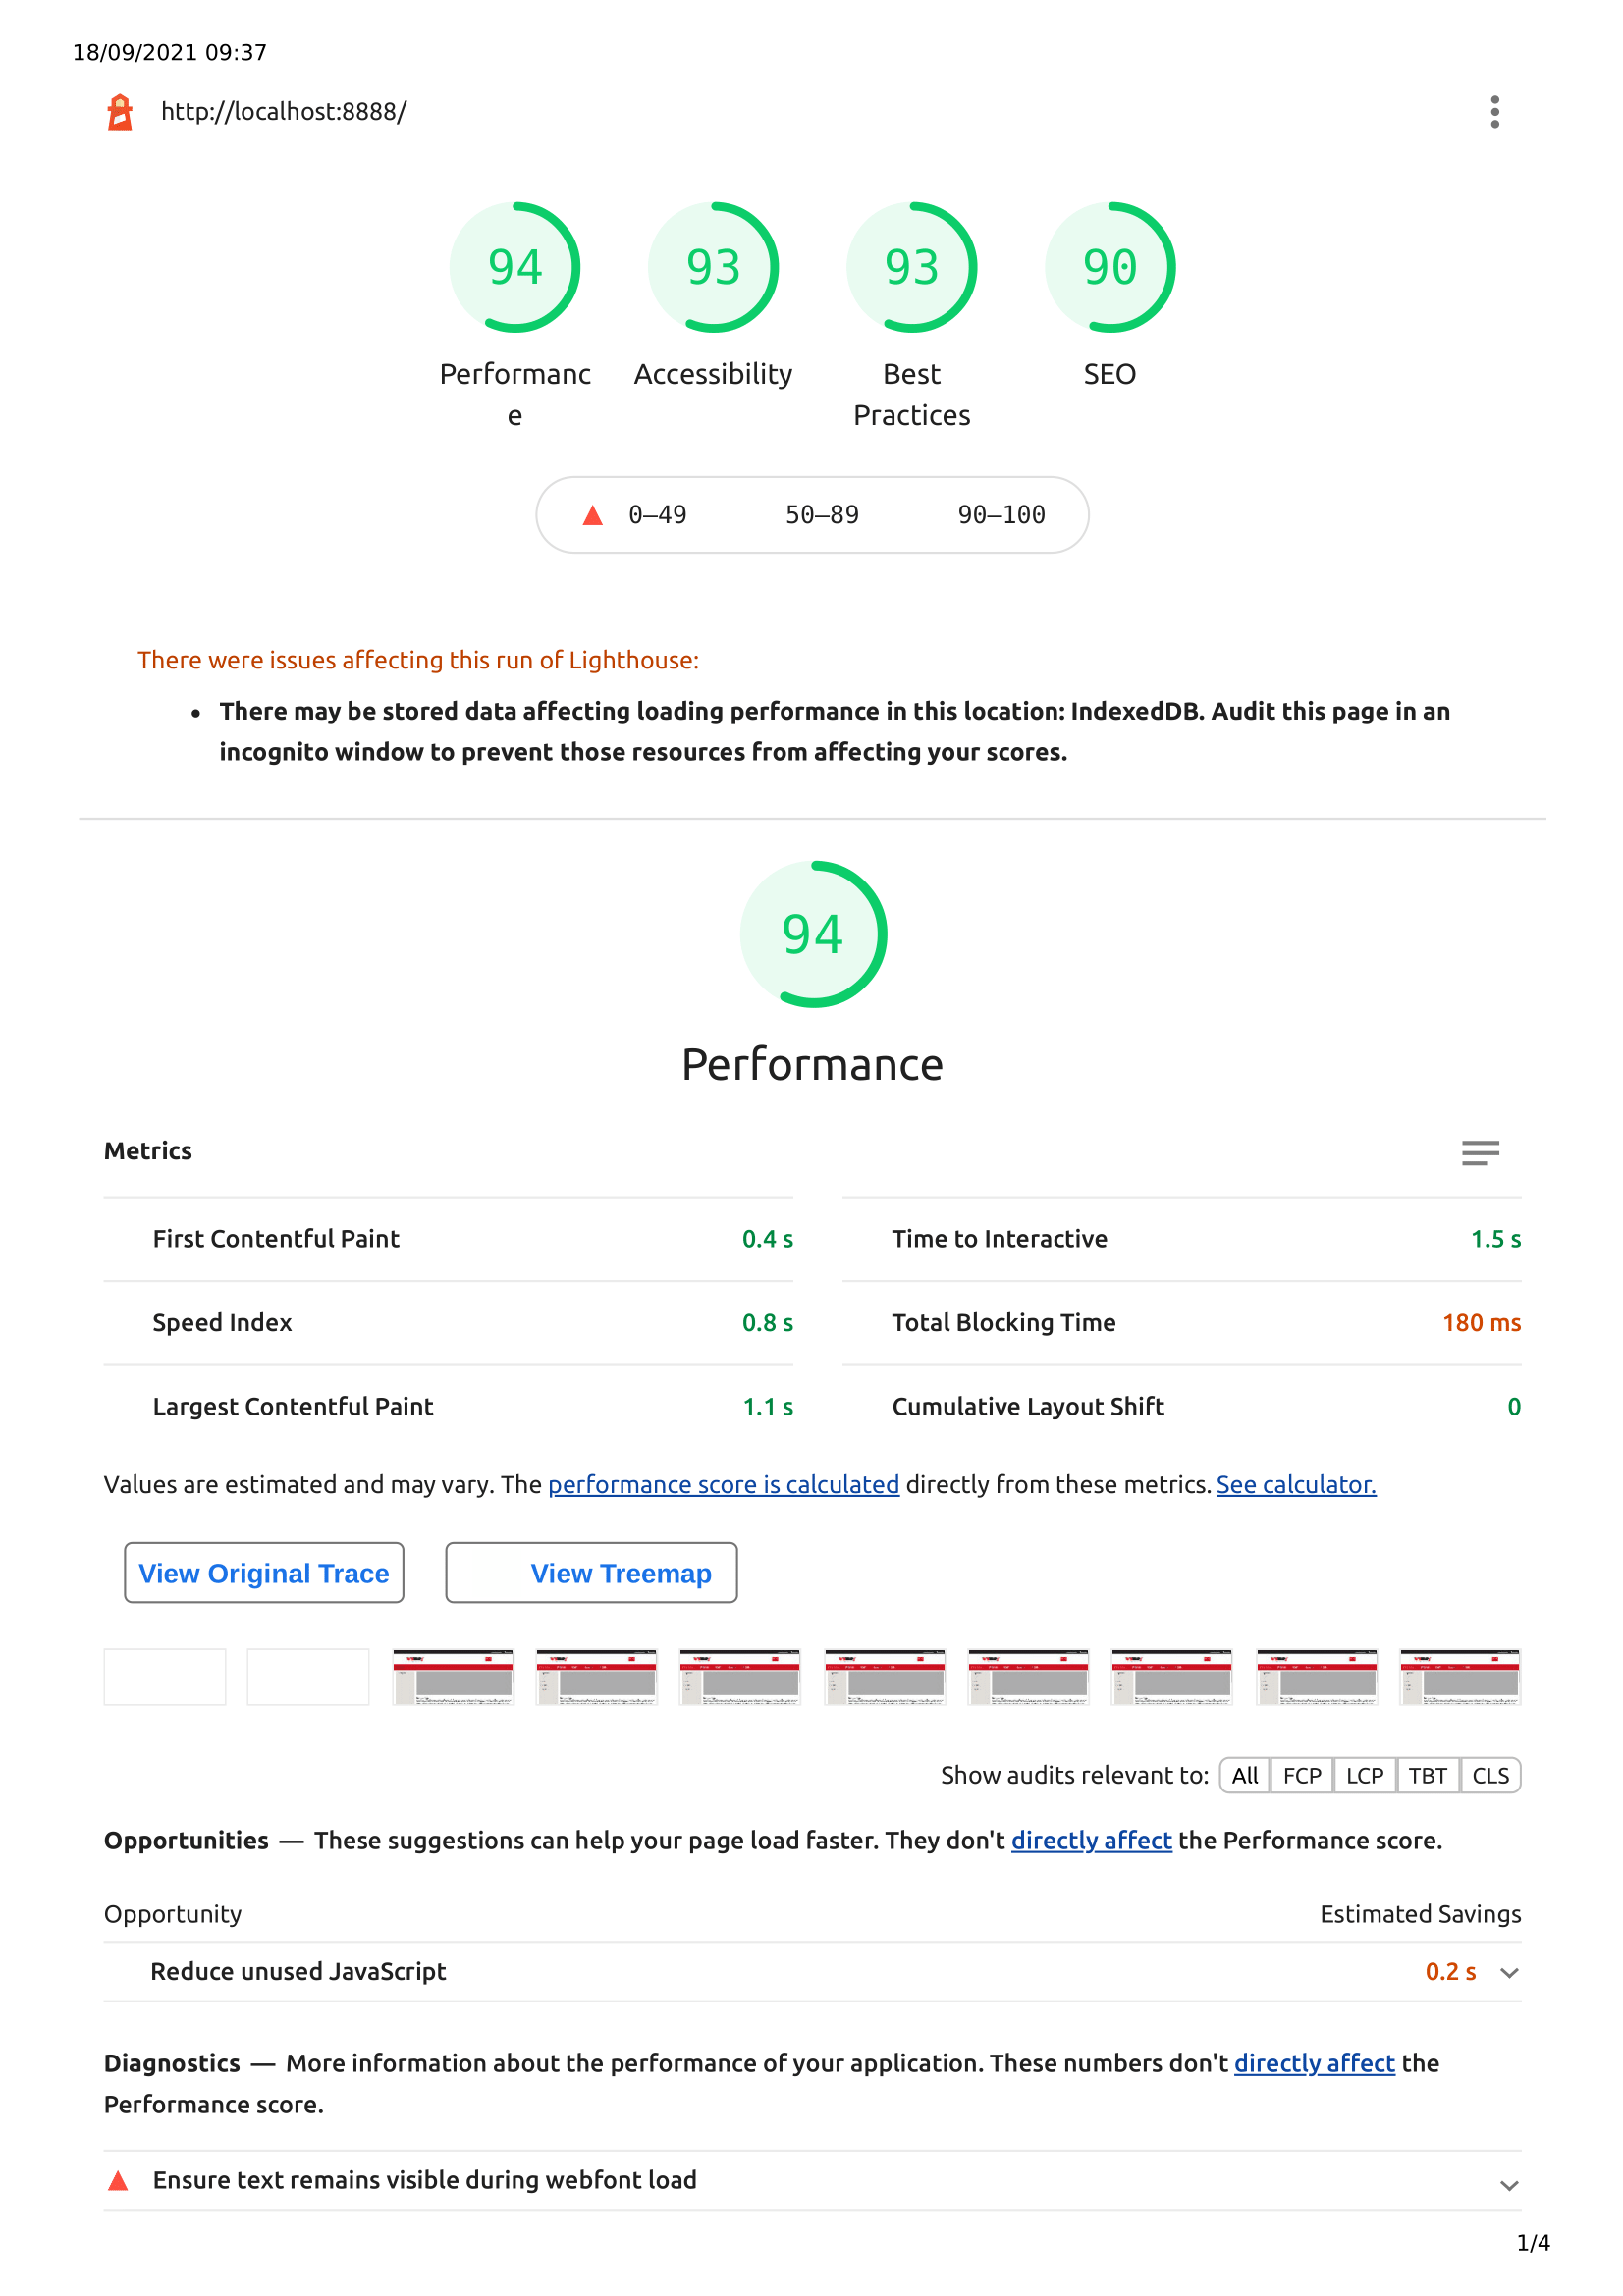 18/09/2021 09:37
http://localhost:8888/
94
93
93
90
Performanc
e
Accessibility
Best
Practices
SEO
0–49
50–89
90–100
There were issues affecting this run of Lighthouse:
• There may be stored data affecting loading performance in this location: IndexedDB. Audit this page in an
incognito window to prevent those resources from affecting your scores.
94
Performance
Metrics
First Contentful Paint 0.4 s
Time to Interactive 1.5 s
Speed Index 0.8 s
Total Blocking Time 180 ms
Largest Contentful Paint 1.1 s
Cumulative Layout Shift 0
Values are estimated and may vary. The performance score is calculated directly from these metrics. See calculator.
View Original Trace
View Treemap
Show audits relevant to: All FCP LCP TBT CLS
Opportunities — These suggestions can help your page load faster. They don't directly affect the Performance score.
Opportunity Estimated Savings
Reduce unused JavaScript 0.2 s
Diagnostics — More information about the performance of your application. These numbers don't directly affect the
Performance score.
Ensure text remains visible during webfont load
1/4